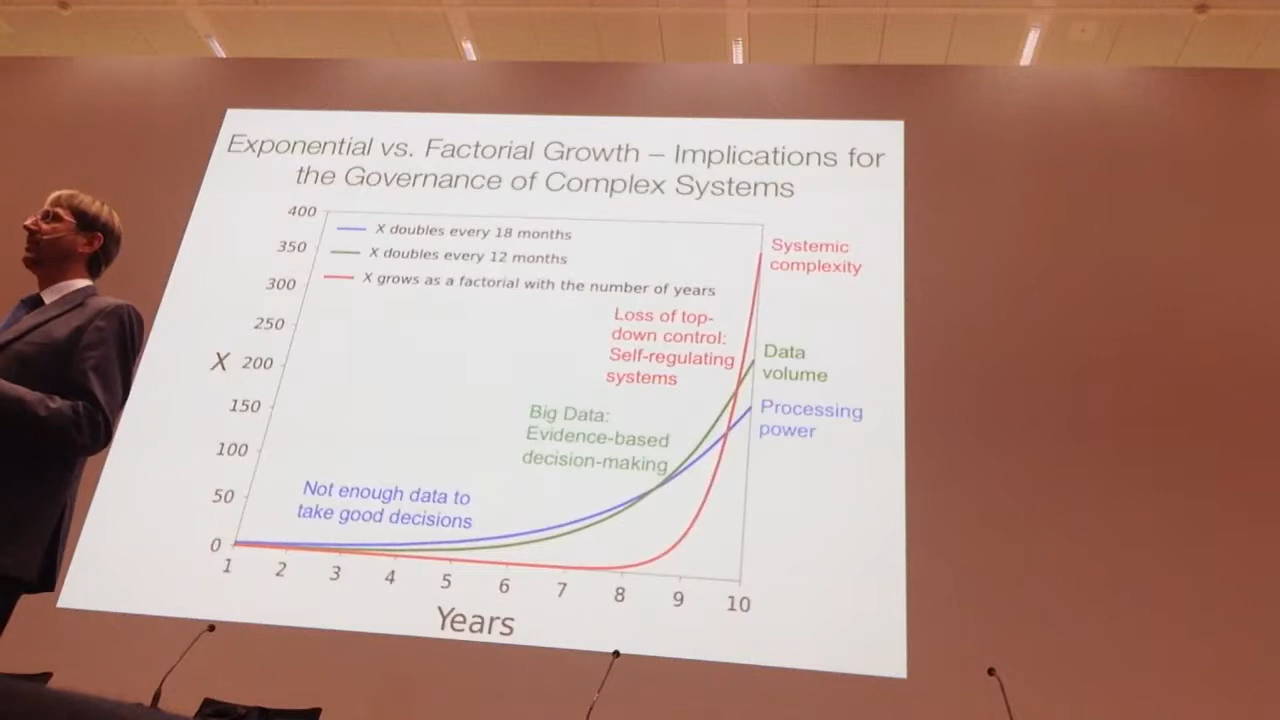 Exponential vs. Factorial Growth – Implications for
the Governance of Complex Systems
400
350
300
250
200
150
100
50
0
X
X doubles every 18 months
X doubles every 12 months
X grows as a factorial with the number of years
Systemic
complexity
Loss of top-
down control:
Self-regulating
systems
Data
volume
Processing
power
Big Data:
Evidence-based
decision-making
Not enough data to
take good decisions
1 2 3 4 5 6 7 8 9 10
Years